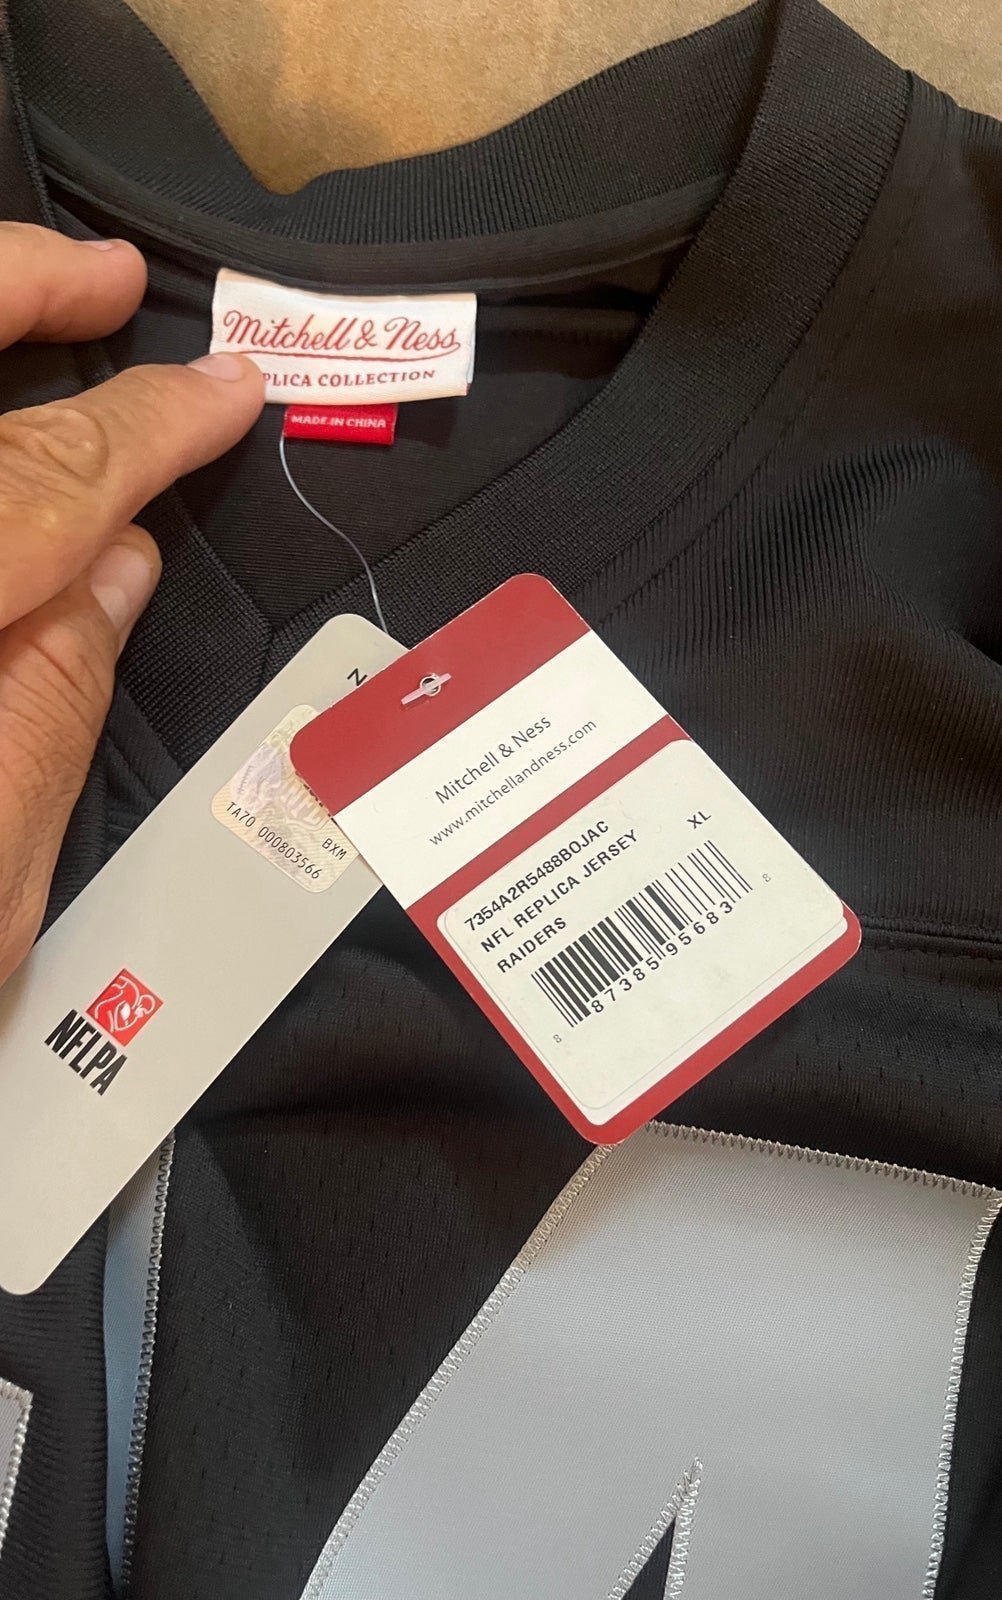 Mitchell & Ness
PLICA COLLECTION
MADE IN CHINA
N
TA70 000803566
BXM
NFLPA
Mitchell & Ness
www.mitchellandness.com
7354A2R5488BOJAC
NFL REPLICA JERSEY
RAIDERS
XL
8 87385 95683 8